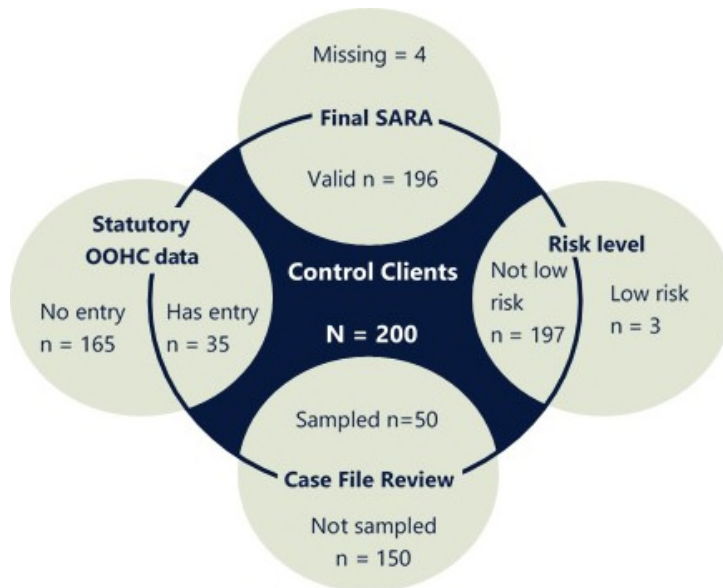 Missing = 4
Final SARA
Valid n = 196
Statutory
OOHC data
No entry
n = 165
Has entry
n = 35
Control Clients
N = 200
Risk level
Not low
risk
n = 197
Low risk
n = 3
Sampled n=50
Case File Review
Not sampled
n = 150